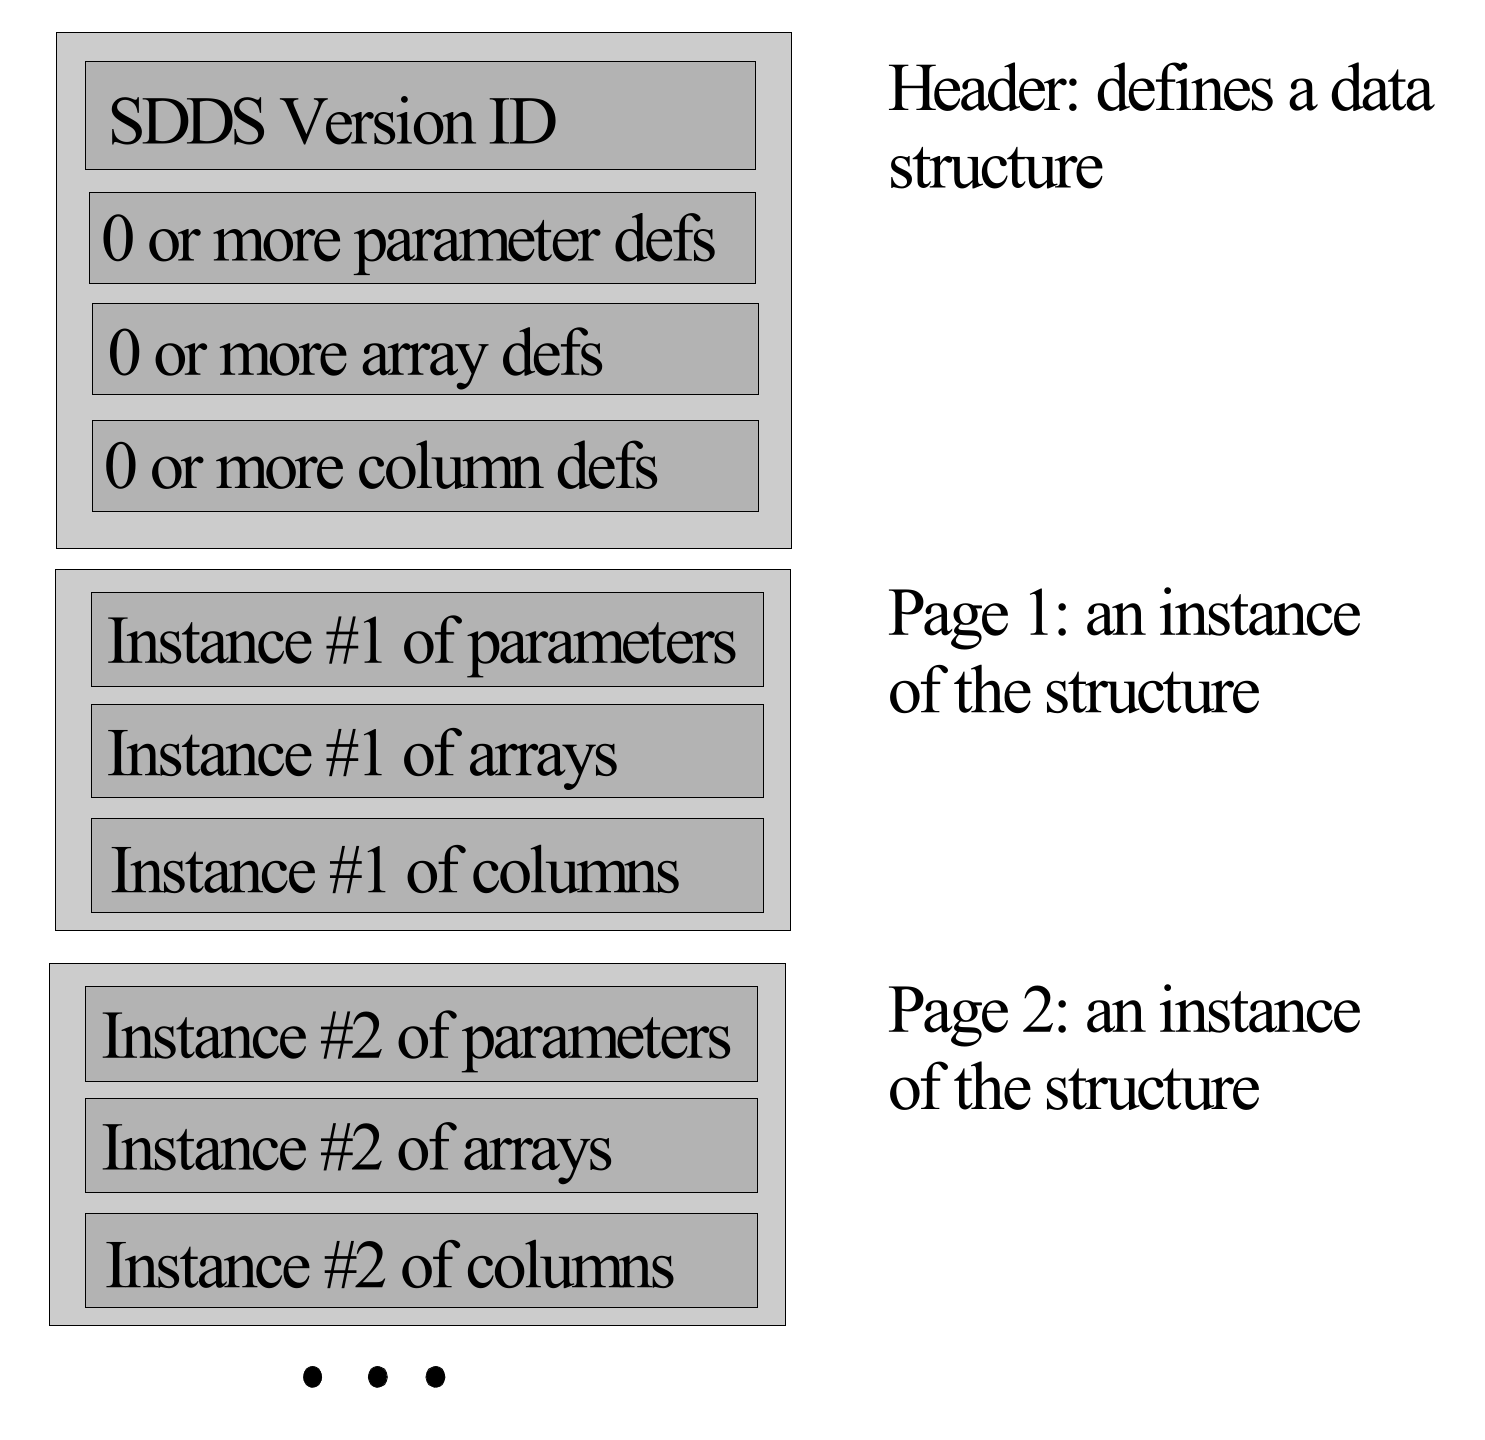 SDDS Version ID
0 or more parameter defs
0 or more array defs
0 or more column defs
Header: defines a data
structure
Instance #1 of parameters
Instance #1 of arrays
Instance #1 of columns
Page 1: an instance
of the structure
Instance #2 of parameters
Instance #2 of arrays
Instance #2 of columns
Page 2: an instance
of the structure
• • •